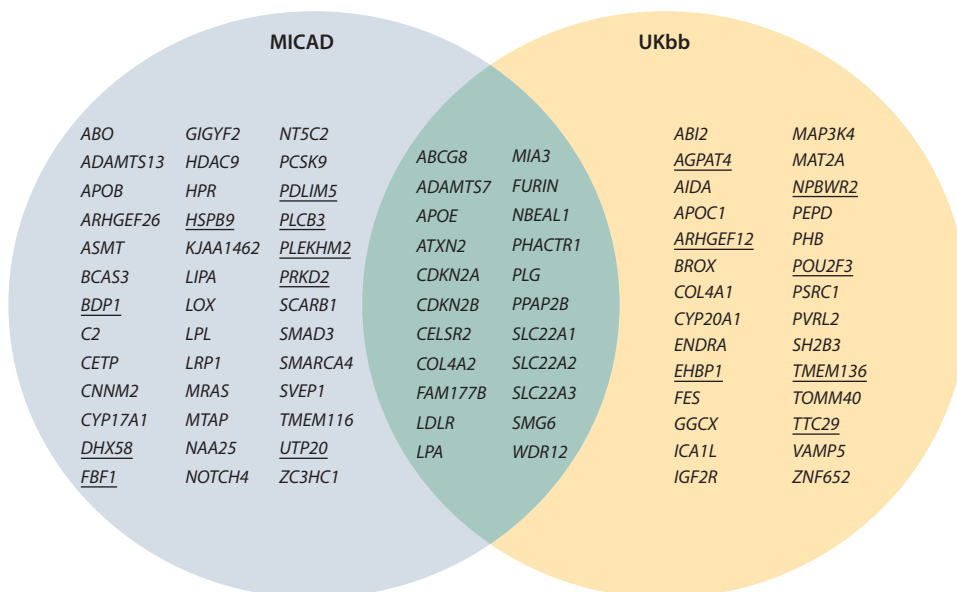 MICAD
UKbb
ABO
ADAMTS13
APOB
ARHGEF26
ASMT
BCAS3
BDP1
C2
CETP
CNNM2
CYP17A1
DHX58
FBF1
GIGYF2
HDAC9
HPR
HSPB9
KJAA1462
LIPA
LOX
LPL
LRP1
MRAS
MTAP
NAA25
NOTCH4
NT5C2
PCSK9
PDLIM5
PLCB3
PLEKHM2
PRKD2
SCARB1
SMAD3
SMARCA4
SVEP1
TMEM116
UTP20
ZC3HC1
ABCG8
ADAMTS7
APOE
ATXN2
CDKN2A
CDKN2B
CELSR2
COL4A2
FAM177B
LDLR
LPA
MIA3
FURIN
NBEAL1
PHACTR1
PLG
PPAP2B
SLC22A1
SLC22A2
SLC22A3
SMG6
WDR12
ABI2
AGPAT4
AIDA
APOC1
ARHGEF12
BROX
COL4A1
CYP20A1
ENDRA
EHBP1
FES
GGCX
ICA1L
IGF2R
MAP3K4
MAT2A
NPBWR2
PEPD
PHB
POU2F3
PSRC1
PVRL2
SH2B3
TMEM136
TOMM40
TTC29
VAMP5
ZNF652